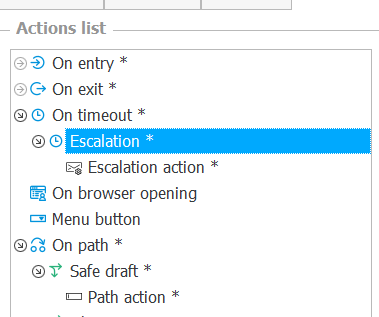 Actions list
On entry *
On exit *
On timeout *
Escalation *
Escalation action *
On browser opening
Menu button
On path *
Safe draft *
Path action *